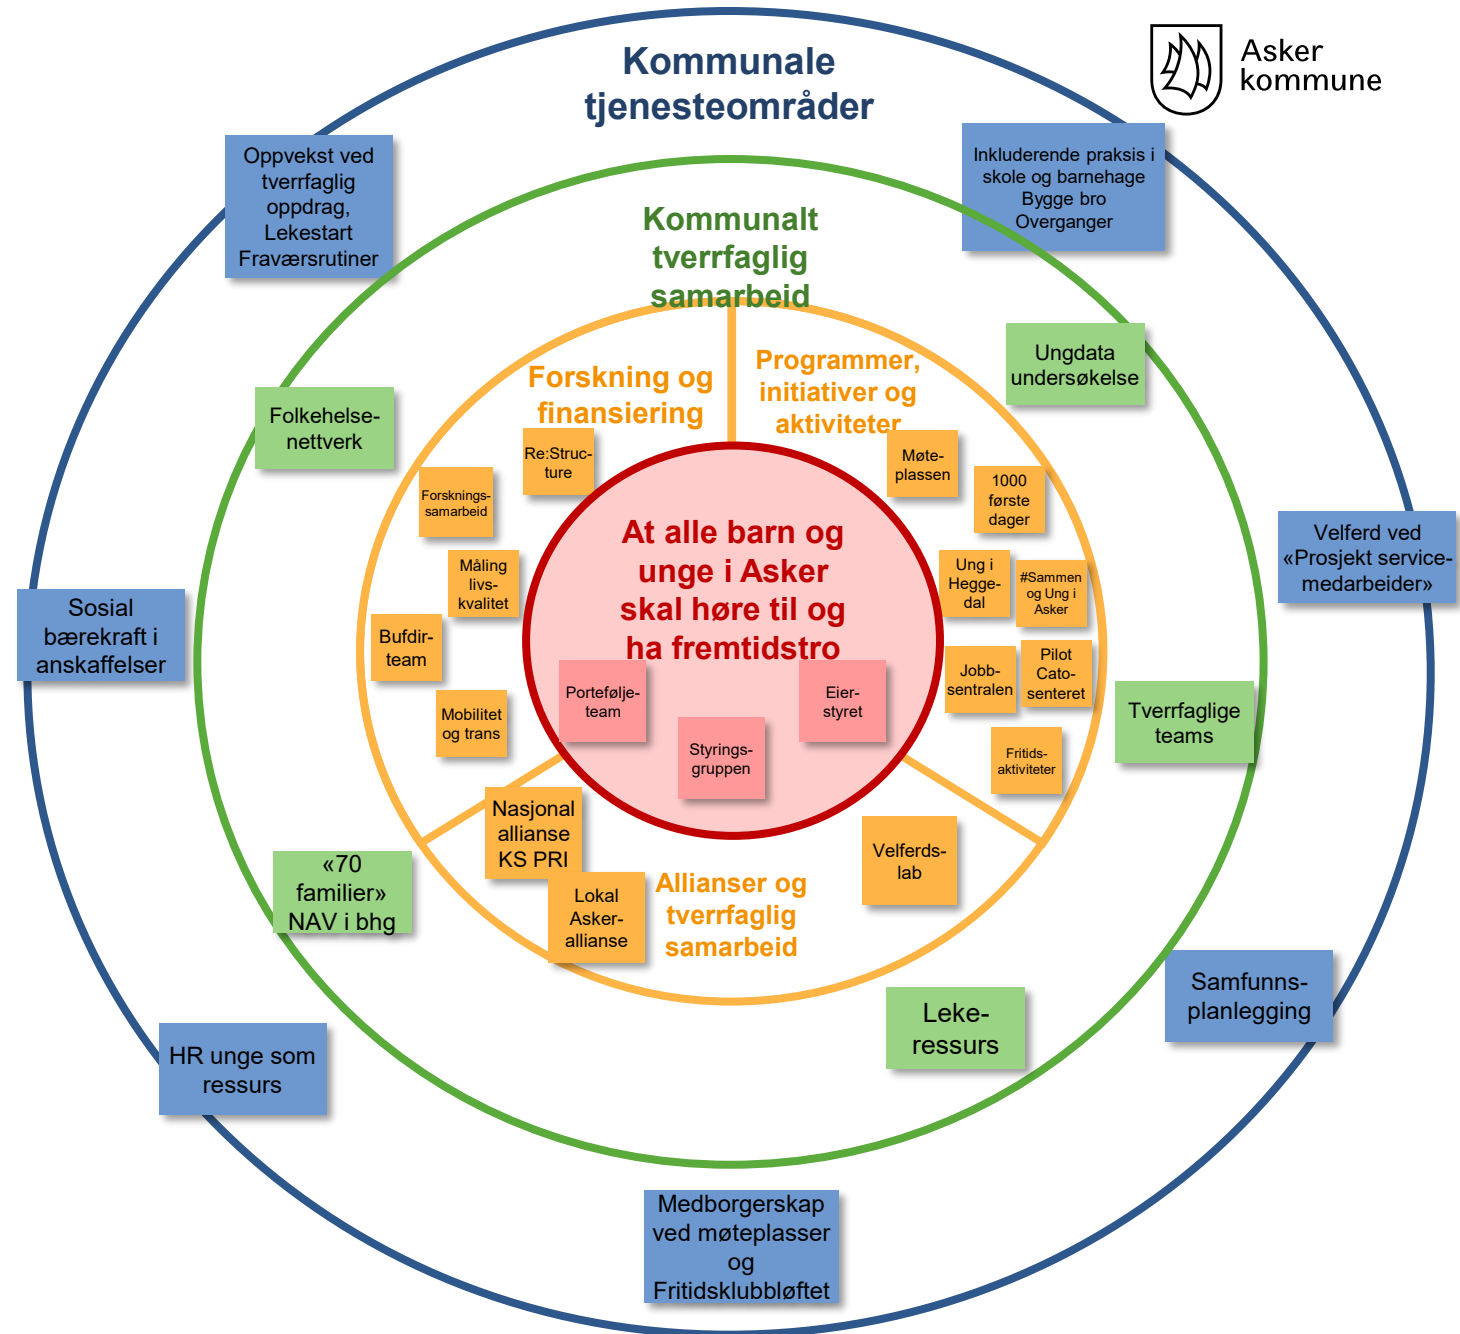 Kommunale
tjenesteområder
Asker
kommune
Oppvekst ved
tverrfaglig
oppdrag,
Lekestart
Fraværsrutiner
Inkluderende praksis i
skole og barnehage
Bygge bro
Overganger
Kommunalt
tverrfaglig
samarbeid
Ungdata
undersøkelse
Folkehelse-
nettverk
Forskning og
finansiering
Programmer,
initiativer og
aktiviteter
Re:Struc-
ture
Møte-
plassen
Forsknings-
samarbeid
1000
første
dager
Måling
livs-
kvalitet
Ung i
Hegge-
dal
#Sammen
og Ung i
Asker
At alle barn og
unge i Asker
skal høre til og
ha fremtidstro
Velferd ved
«Prosjekt service-
medarbeider»
Sosial
bærekraft i
anskaffelser
Bufdir-
team
Jobb-
sentralen
Pilot
Cato-
senteret
Mobilitet
og trans
Portefølje-
team
Eier-
styret
Styrings-
gruppen
Fritids-
aktiviteter
Tverrfaglige
teams
Nasjonal
allianse
KS PRI
Lokal
Asker-
allianse
Allianser og
tverrfaglig
samarbeid
Velferds-
lab
«70
familier»
NAV i bhg
Leke-
ressurs
Samfunns-
planlegging
HR unge som
ressurs
Medborgerskap
ved møteplasser
og
Fritidsklubbløftet